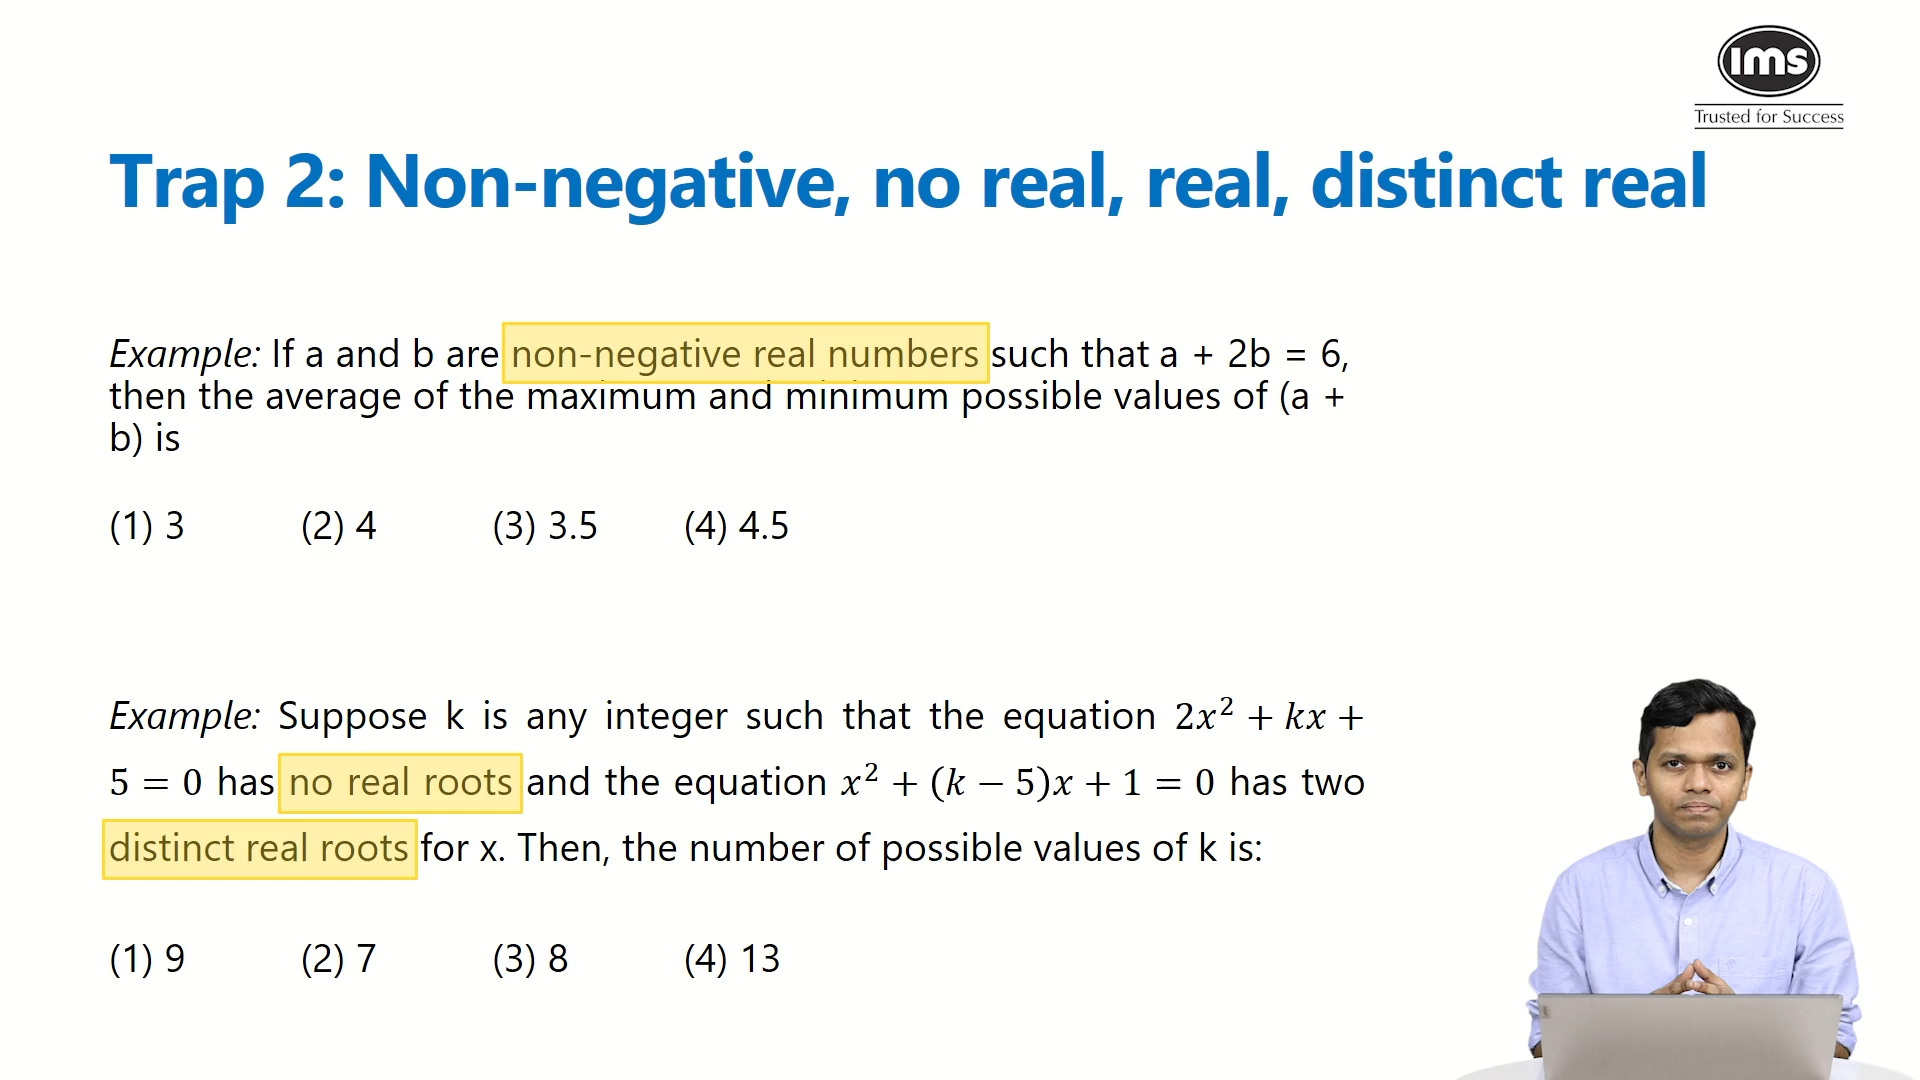 ims
Trusted for Success
Trap 2: Non-negative, no real, real, distinct real
Example: If a and b are non-negative real numbers such that a + 2b = 6,
then the average of the maximum and minimum possible values of (a +
b) is
(1) 3 (2) 4 (3) 3.5 (4) 4.5
Example: Suppose k is any integer such that the equation 2x² + kx +
5 = 0 has no real roots and the equation x² + (k − 5)x + 1 = 0 has two
distinct real roots for x. Then, the number of possible values of k is:
(1) 9 (2) 7 (3) 8 (4) 13